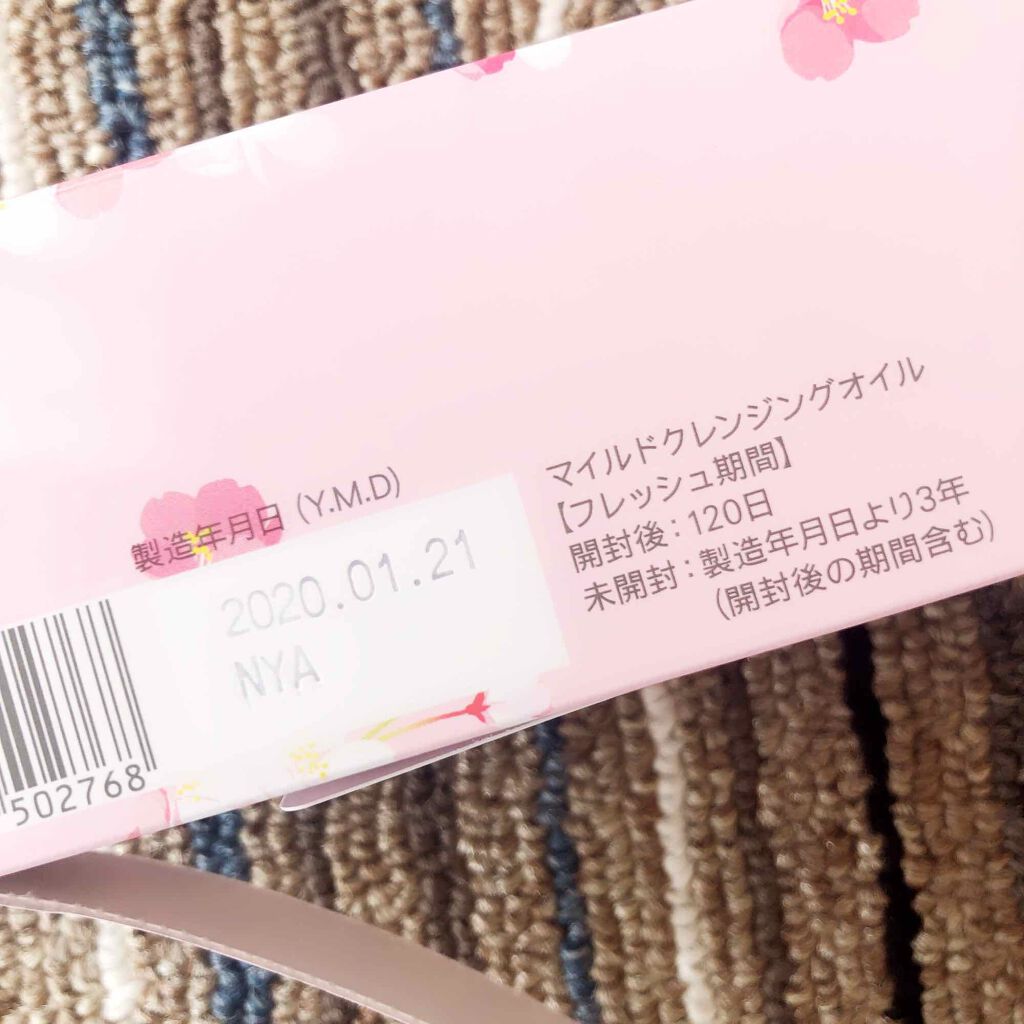 製造年月日 (Y.M.D)
2020.01.21
NYA
502768
マイルドクレンジングオイル
【フレッシュ期間】
開封後:120日
未開封:製造年月日より3年
(開封後の期間含む)